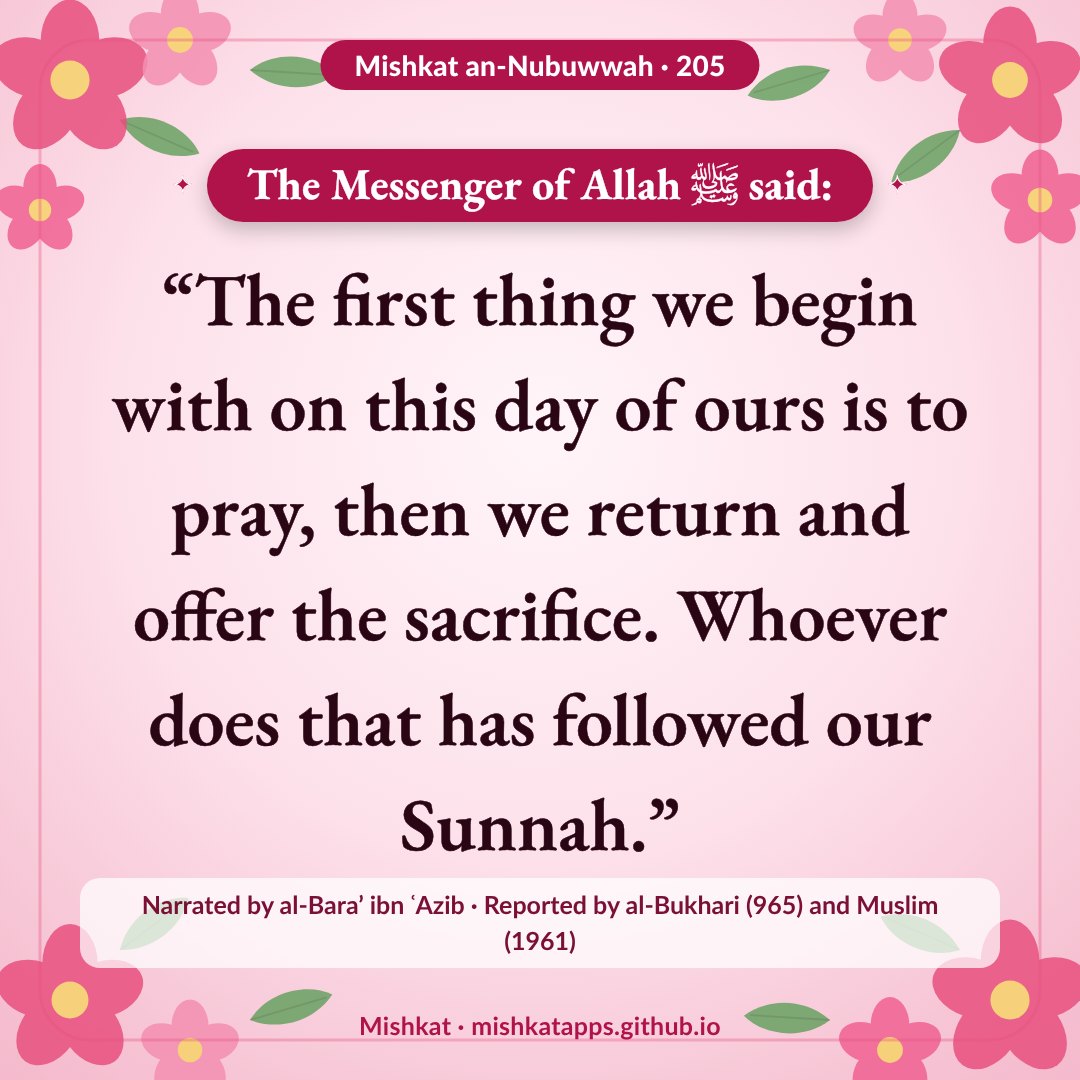 Mishkat an-Nubuwwah · 205
The Messenger of Allah ﷺ said:
“The first thing we begin
with on this day of ours is to
pray, then we return and
offer the sacrifice. Whoever
does that has followed our
Sunnah.”
Narrated by al-Bara’ ibn ʿAzib · Reported by al-Bukhari (965) and Muslim
(1961)
Mishkat · mishkatapps.github.io